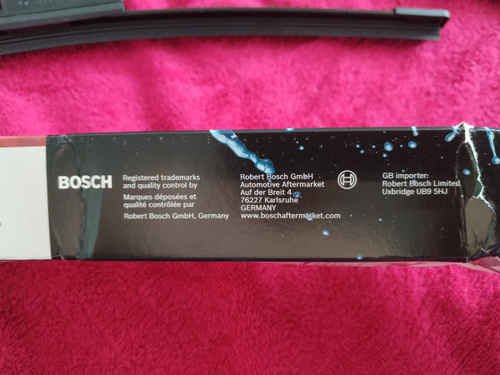 BOSCH
Registered trademarks
and quality control by
Marques déposées et
qualité contrôlée par
Robert Bosch GmbH, Germany
Robert Bosch GmbH
Automotive Aftermarket
Auf der Breit 4
76227 Karlsruhe
GERMANY
www.boschaftermarket.com
GB importer:
Robert Bosch Limited
Uxbridge UB9 5HJ